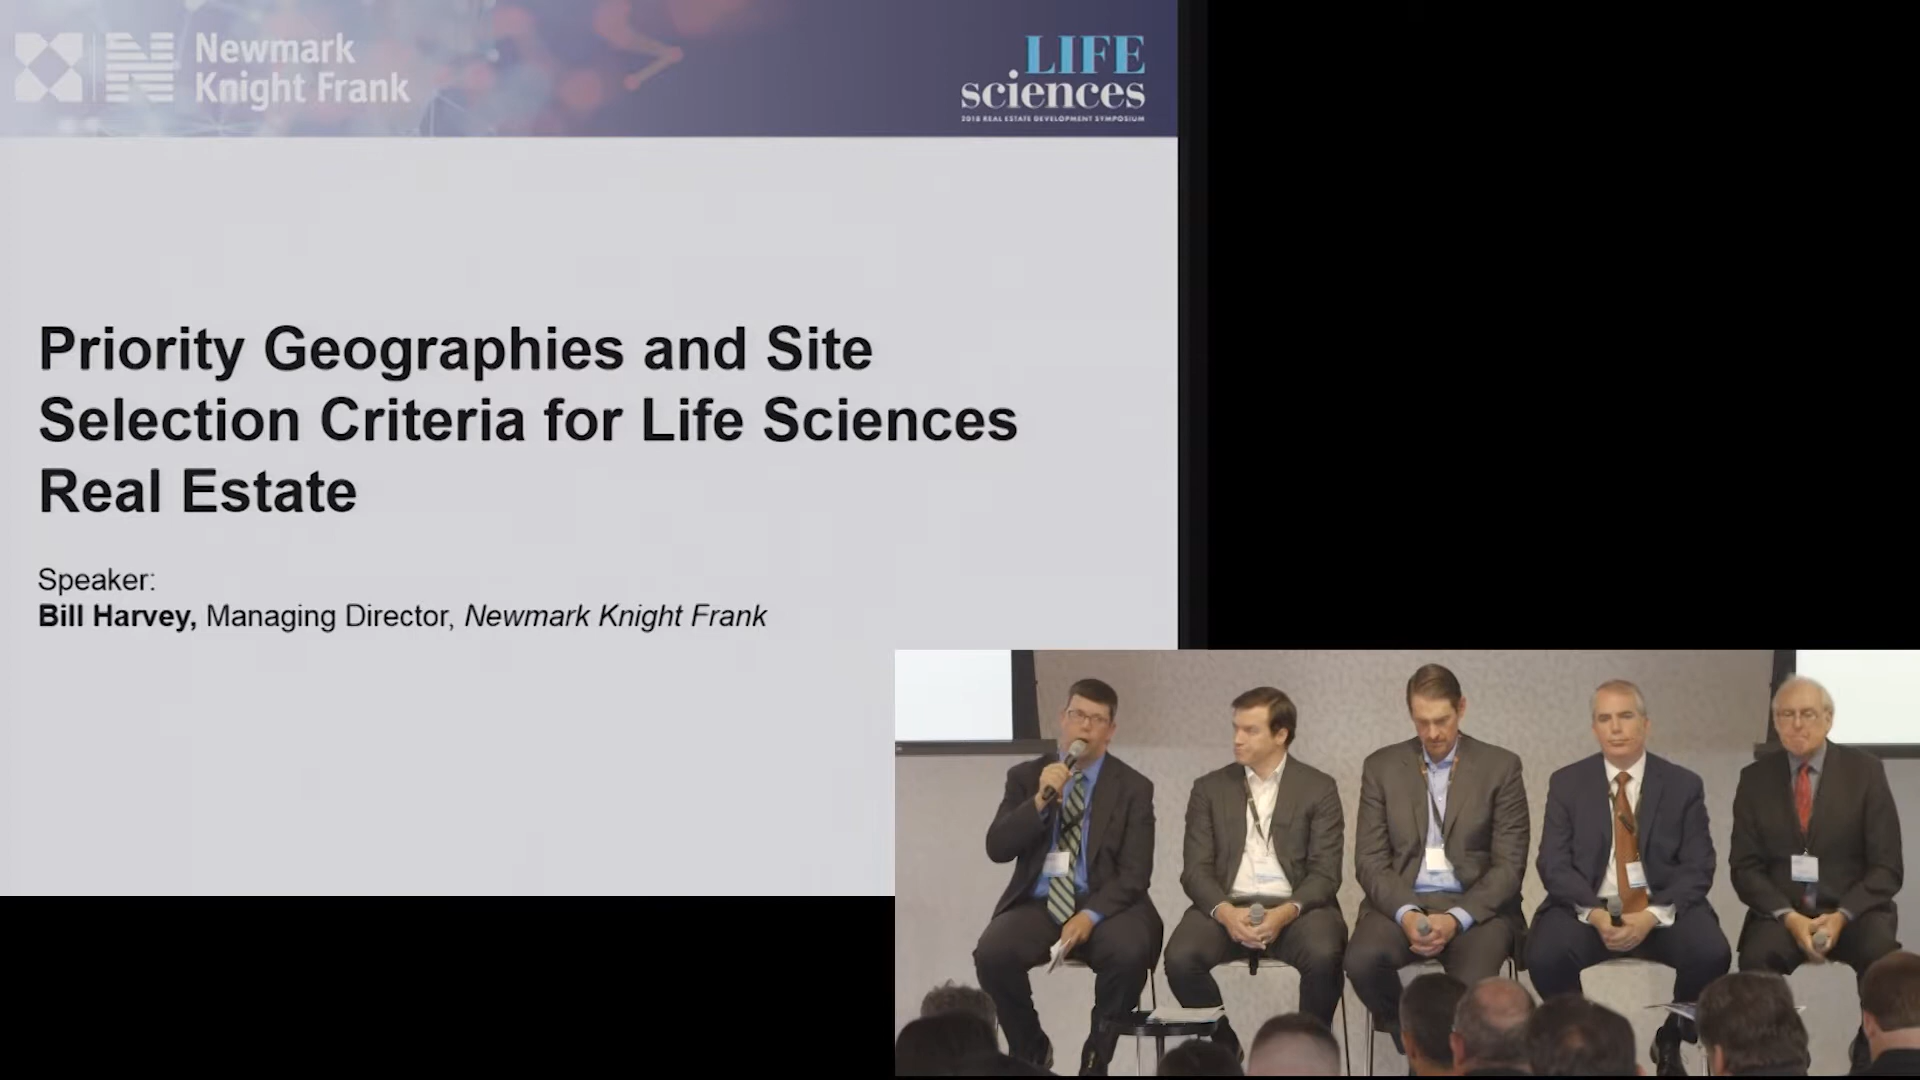 Newmark
Knight Frank
LIFE
sciences
2018 REAL ESTATE DEVELOPMENT SYMPOSIUM
Priority Geographies and Site
Selection Criteria for Life Sciences
Real Estate
Speaker:
Bill Harvey, Managing Director, Newmark Knight Frank